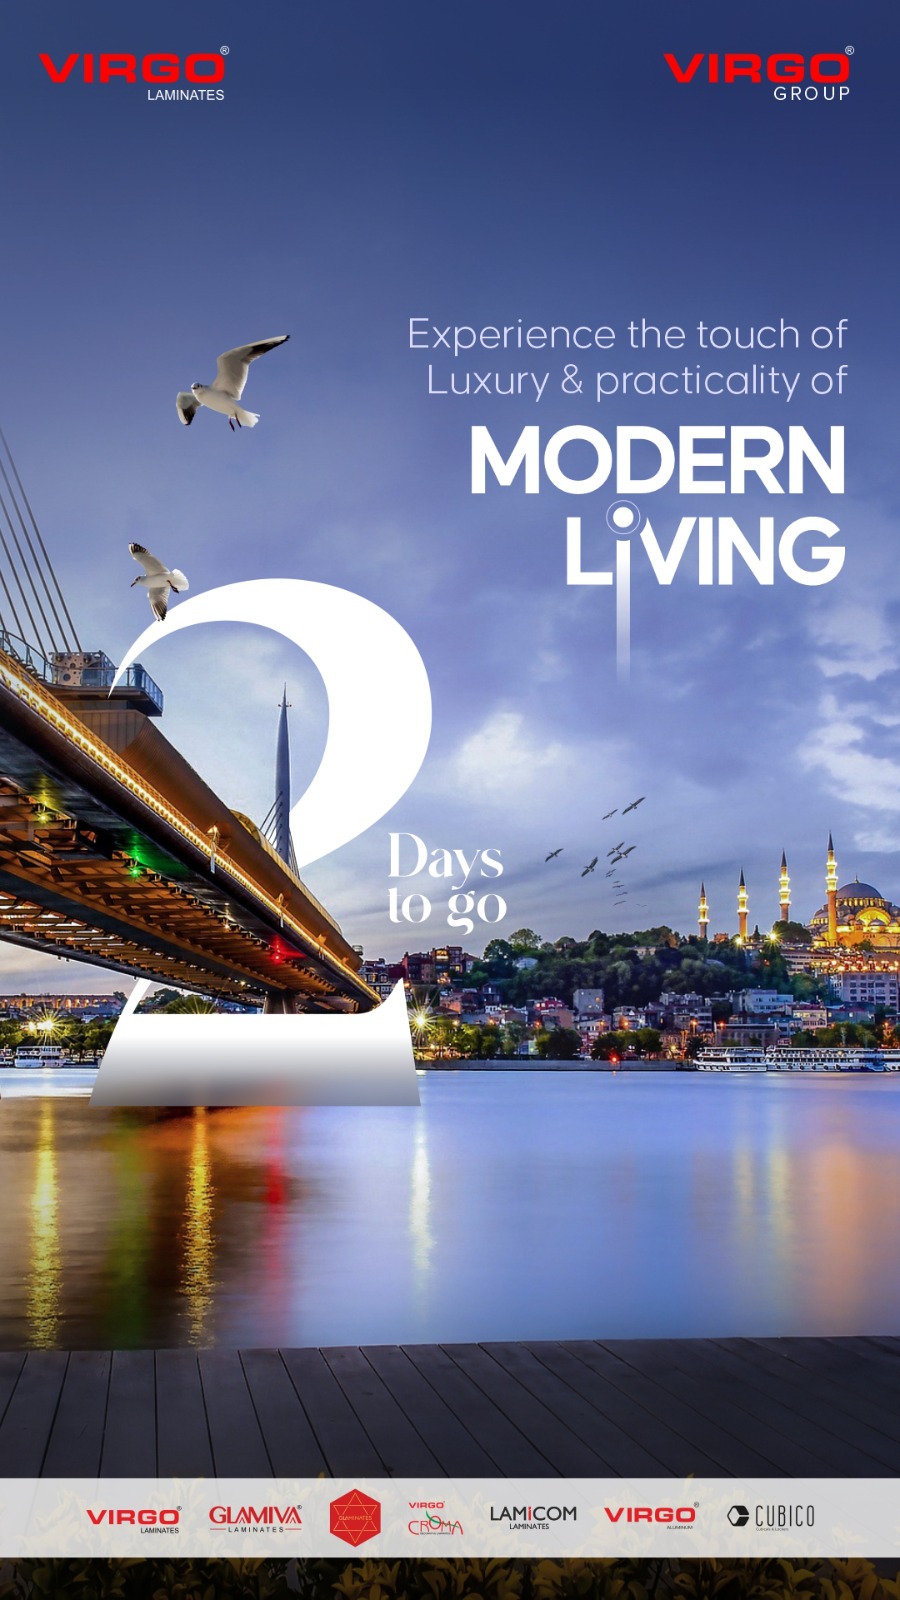 VIRGO®
LAMINATES
VIRGO®
GROUP
Experience the touch of
Luxury & practicality of
MODERN
LiVING
2
Days
to go
VIRGO®
LAMINATES
GLAMIVA®
LAMINATES
VIRGO
CROMA
LAMiCOM
LAMINATES
VIRGO®
ALUMINIUM
CUBICO